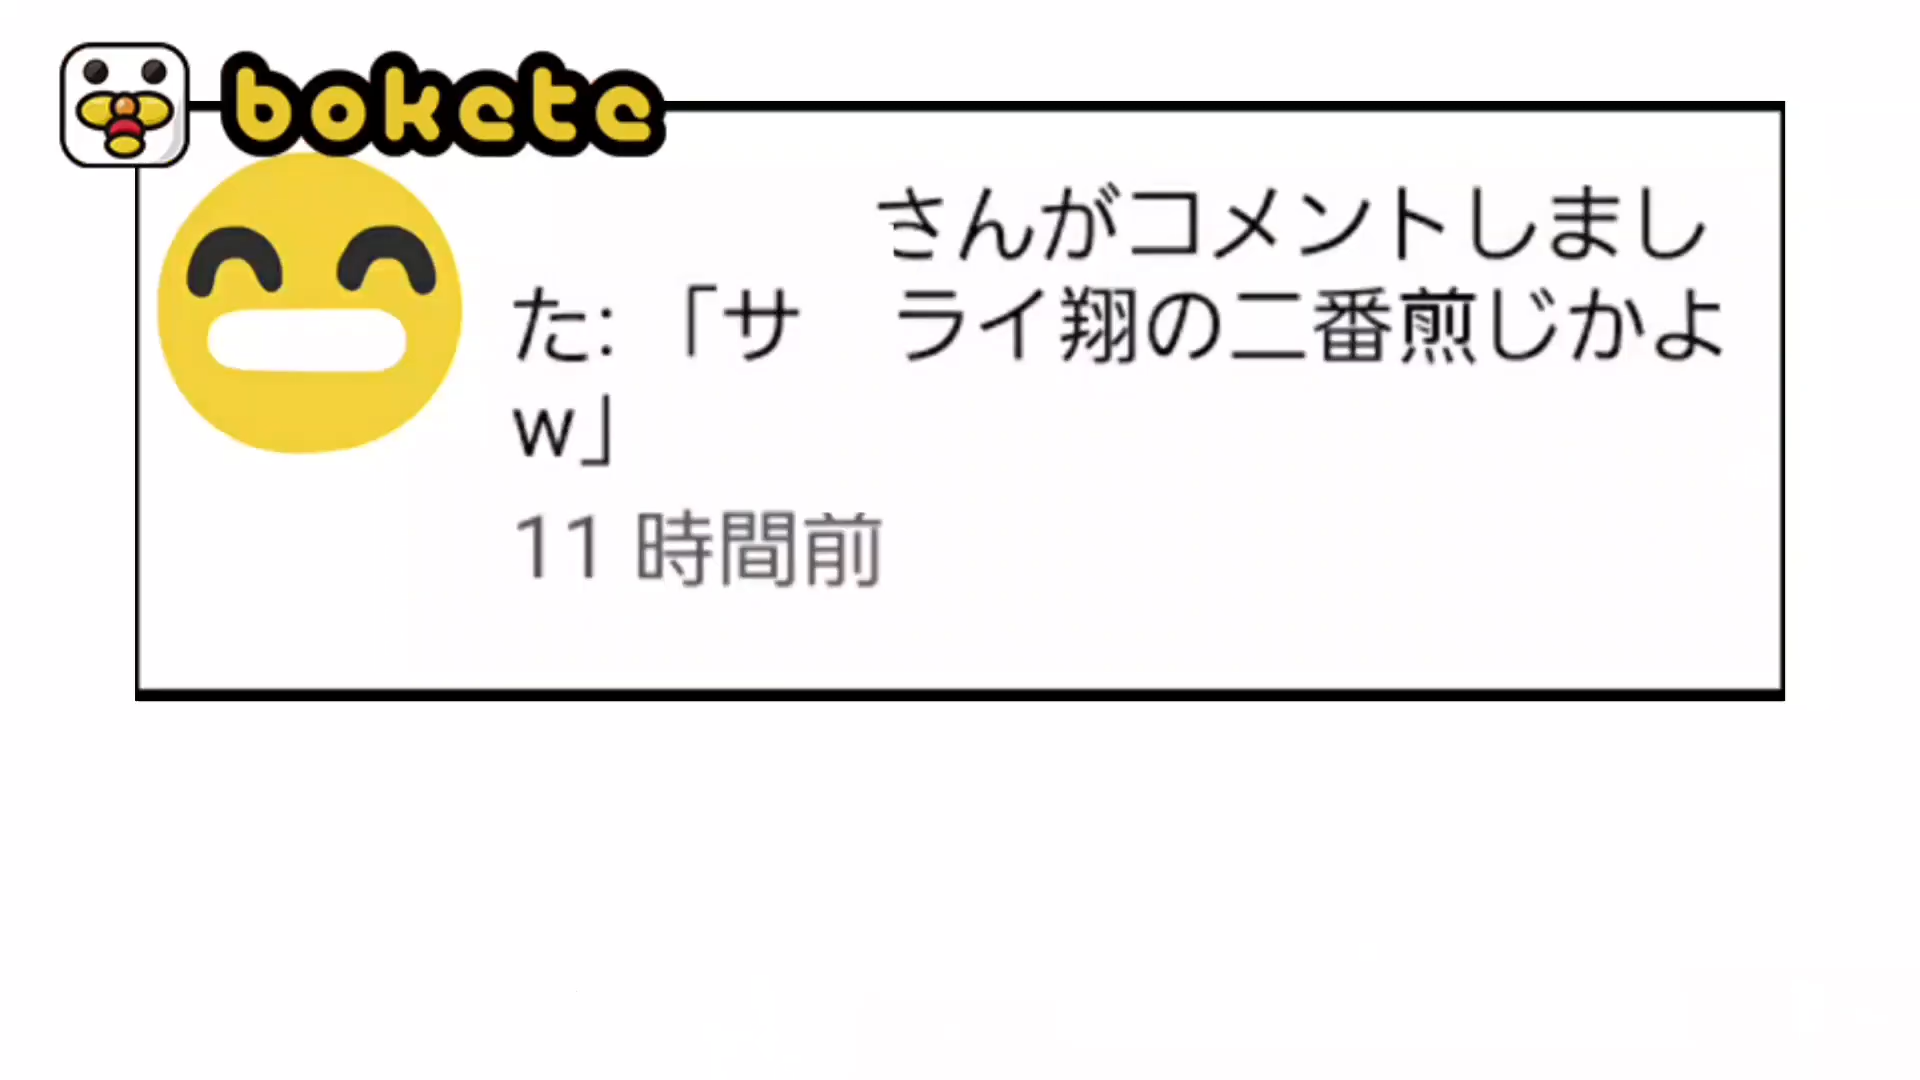 bokete
さんがコメントしまし
た: 「サ　ライ翔の二番煎じかよ
w」
11 時間前